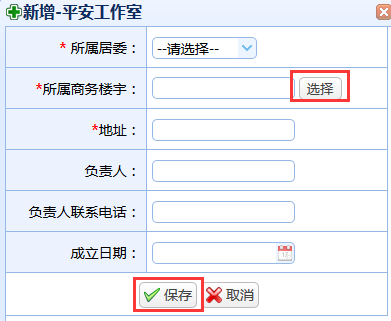 新增-平安工作室
* 所属居委： --请选择--
*所属商务楼宇： 选择
*地址：
负责人：
负责人联系电话：
成立日期：
保存 取消